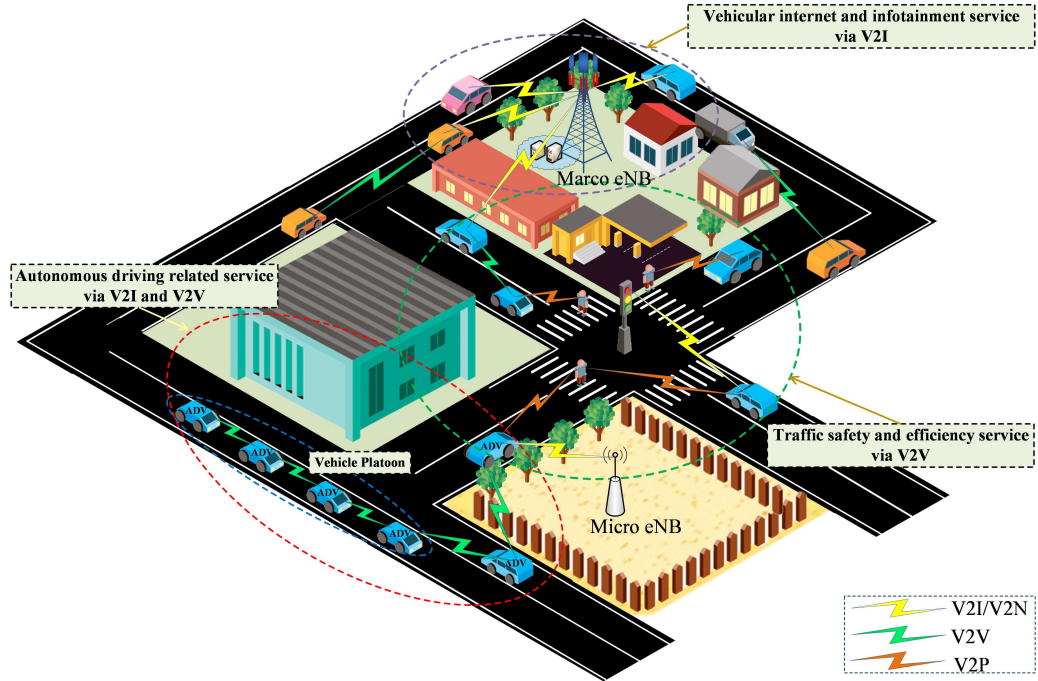 Vehicular internet and infotainment service
via V2I
Marco eNB
Autonomous driving related service
via V2I and V2V
Traffic safety and efficiency service
via V2V
ADV
ADV
Vehicle Platoon
ADV
ADV
ADV
ADV
Micro eNB
V2I/V2N
V2V
V2P